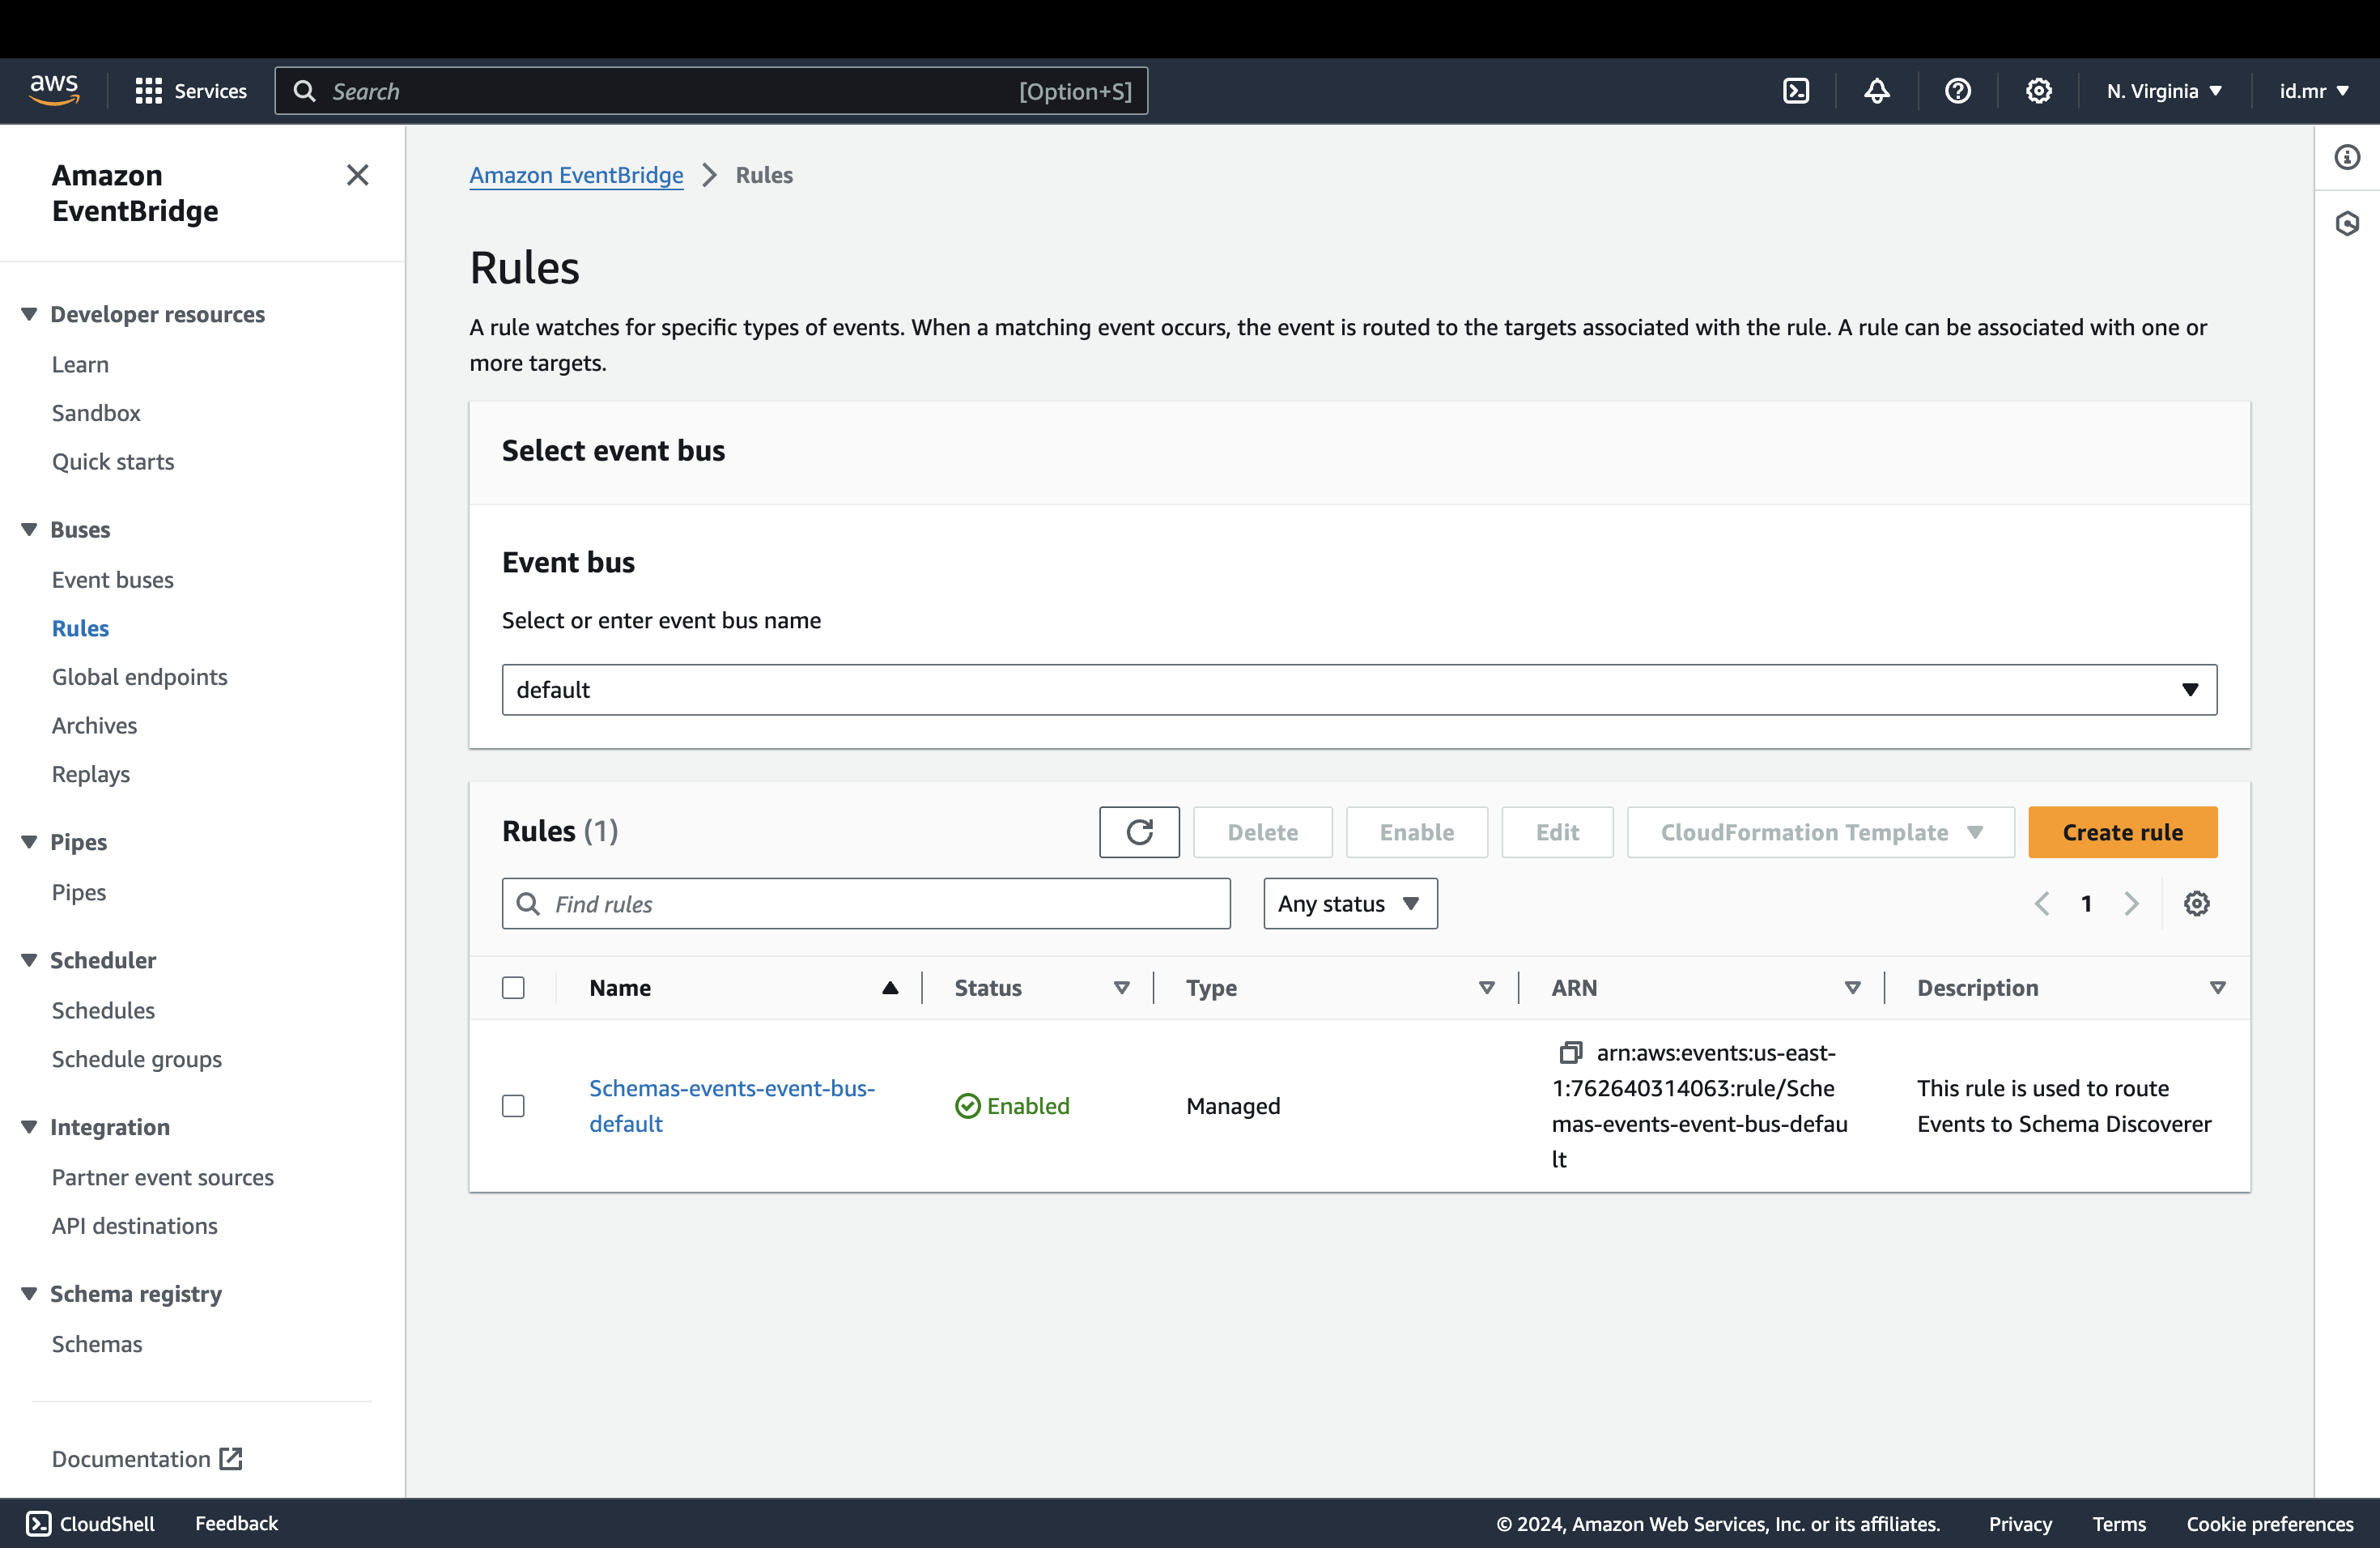 aws
Services
Search
[Option+S]
N. Virginia
id.mr
Amazon
EventBridge
Developer resources
Learn
Sandbox
Quick starts
Buses
Event buses
Rules
Global endpoints
Archives
Replays
Pipes
Pipes
Scheduler
Schedules
Schedule groups
Integration
Partner event sources
API destinations
Schema registry
Schemas
Documentation
Amazon EventBridge
Rules
Rules
A rule watches for specific types of events. When a matching event occurs, the event is routed to the targets associated with the rule. A rule can be associated with one or
more targets.
Select event bus
Event bus
Select or enter event bus name
default
Rules (1)
Delete
Enable
Edit
CloudFormation Template
Create rule
Find rules
Any status
1
Name
Status
Type
ARN
Description
Schemas-events-event-bus-
default
Enabled
Managed
arn:aws:events:us-east-
1:762640314063:rule/Sche
mas-events-event-bus-defau
lt
This rule is used to route
Events to Schema Discoverer
CloudShell
Feedback
© 2024, Amazon Web Services, Inc. or its affiliates.
Privacy
Terms
Cookie preferences